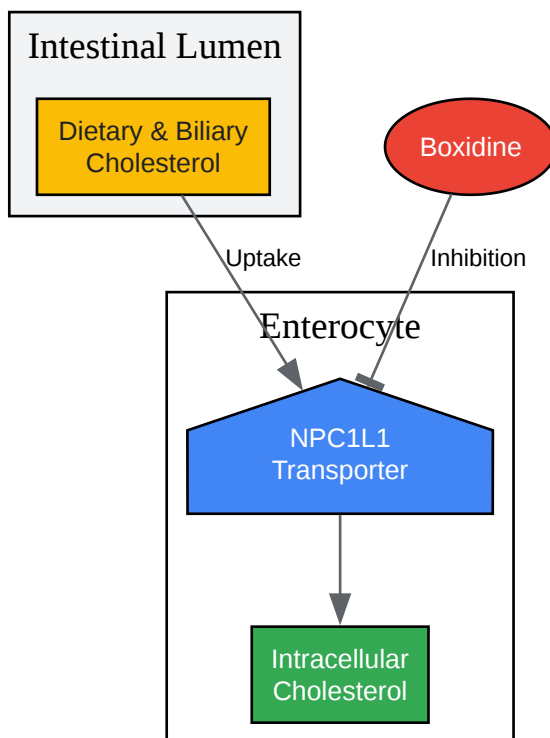 Intestinal Lumen
Dietary & Biliary
Cholesterol
Boxidine
Uptake
Inhibition
Enterocyte
NPC1L1
Transporter
Intracellular
Cholesterol